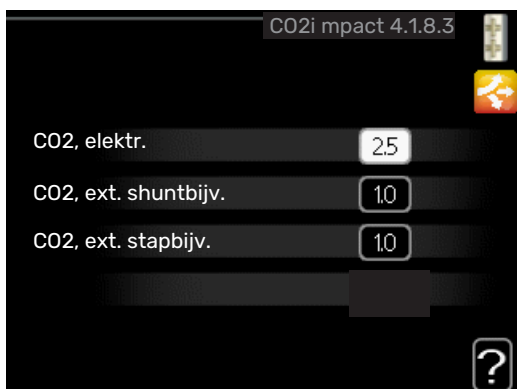 CO2i mpact 4.1.8.3
CO2, elektr. 2.5
CO2, ext. shuntbijv. 1.0
CO2, ext. stapbijv. 1.0
?